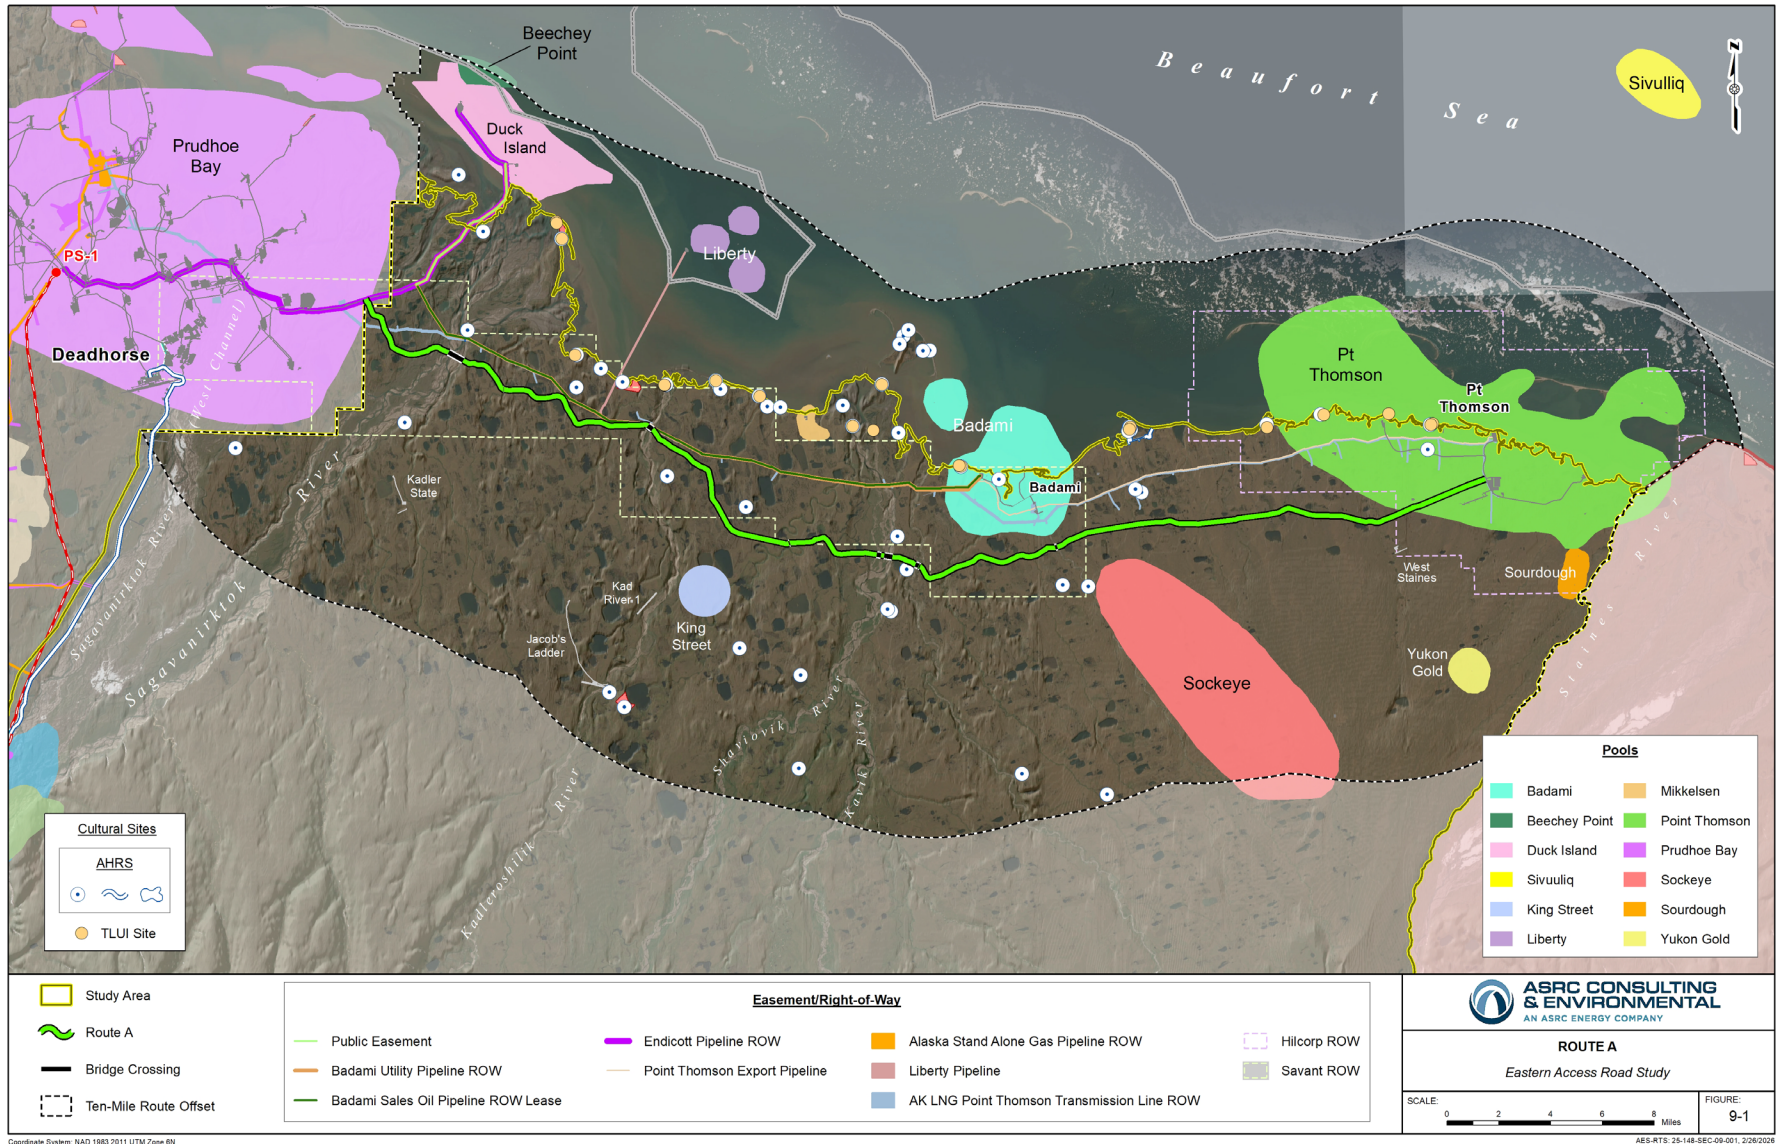 Beechey
Point
Beaufort Sea
Sivulliq
N
Duck
Island
Prudhoe
Bay
PS-1
Liberty
Deadhorse
(West Channel)
Pt
Thomson
Pt
Thomson
Badami
Badami
Kadler
State
River
Sagavanirktok River
Sagavanirktok
Kad
River 1
King
Street
Jacob's
Ladder
West
Staines
Sourdough
River
Staines
Yukon
Gold
Sockeye
Shaviovik River
Kavik River
Kadleroshilik River
Cultural Sites
AHRS
TLUI Site
Pools
Badami
Beechey Point
Duck Island
Sivuuliq
King Street
Liberty
Mikkelsen
Point Thomson
Prudhoe Bay
Sockeye
Sourdough
Yukon Gold
Study Area
Route A
Bridge Crossing
Ten-Mile Route Offset
Easement/Right-of-Way
Public Easement
Badami Utility Pipeline ROW
Badami Sales Oil Pipeline ROW Lease
Endicott Pipeline ROW
Point Thomson Export Pipeline
Alaska Stand Alone Gas Pipeline ROW
Liberty Pipeline
AK LNG Point Thomson Transmission Line ROW
Hilcorp ROW
Savant ROW
ASRC CONSULTING
& ENVIRONMENTAL
AN ASRC ENERGY COMPANY
ROUTE A
Eastern Access Road Study
SCALE:
0 2 4 6 8 Miles
FIGURE:
9-1
Coordinate System: NAD 1983 2011 UTM Zone 6N
AES-RTS: 25-148-SEC-09-001, 2/26/2026